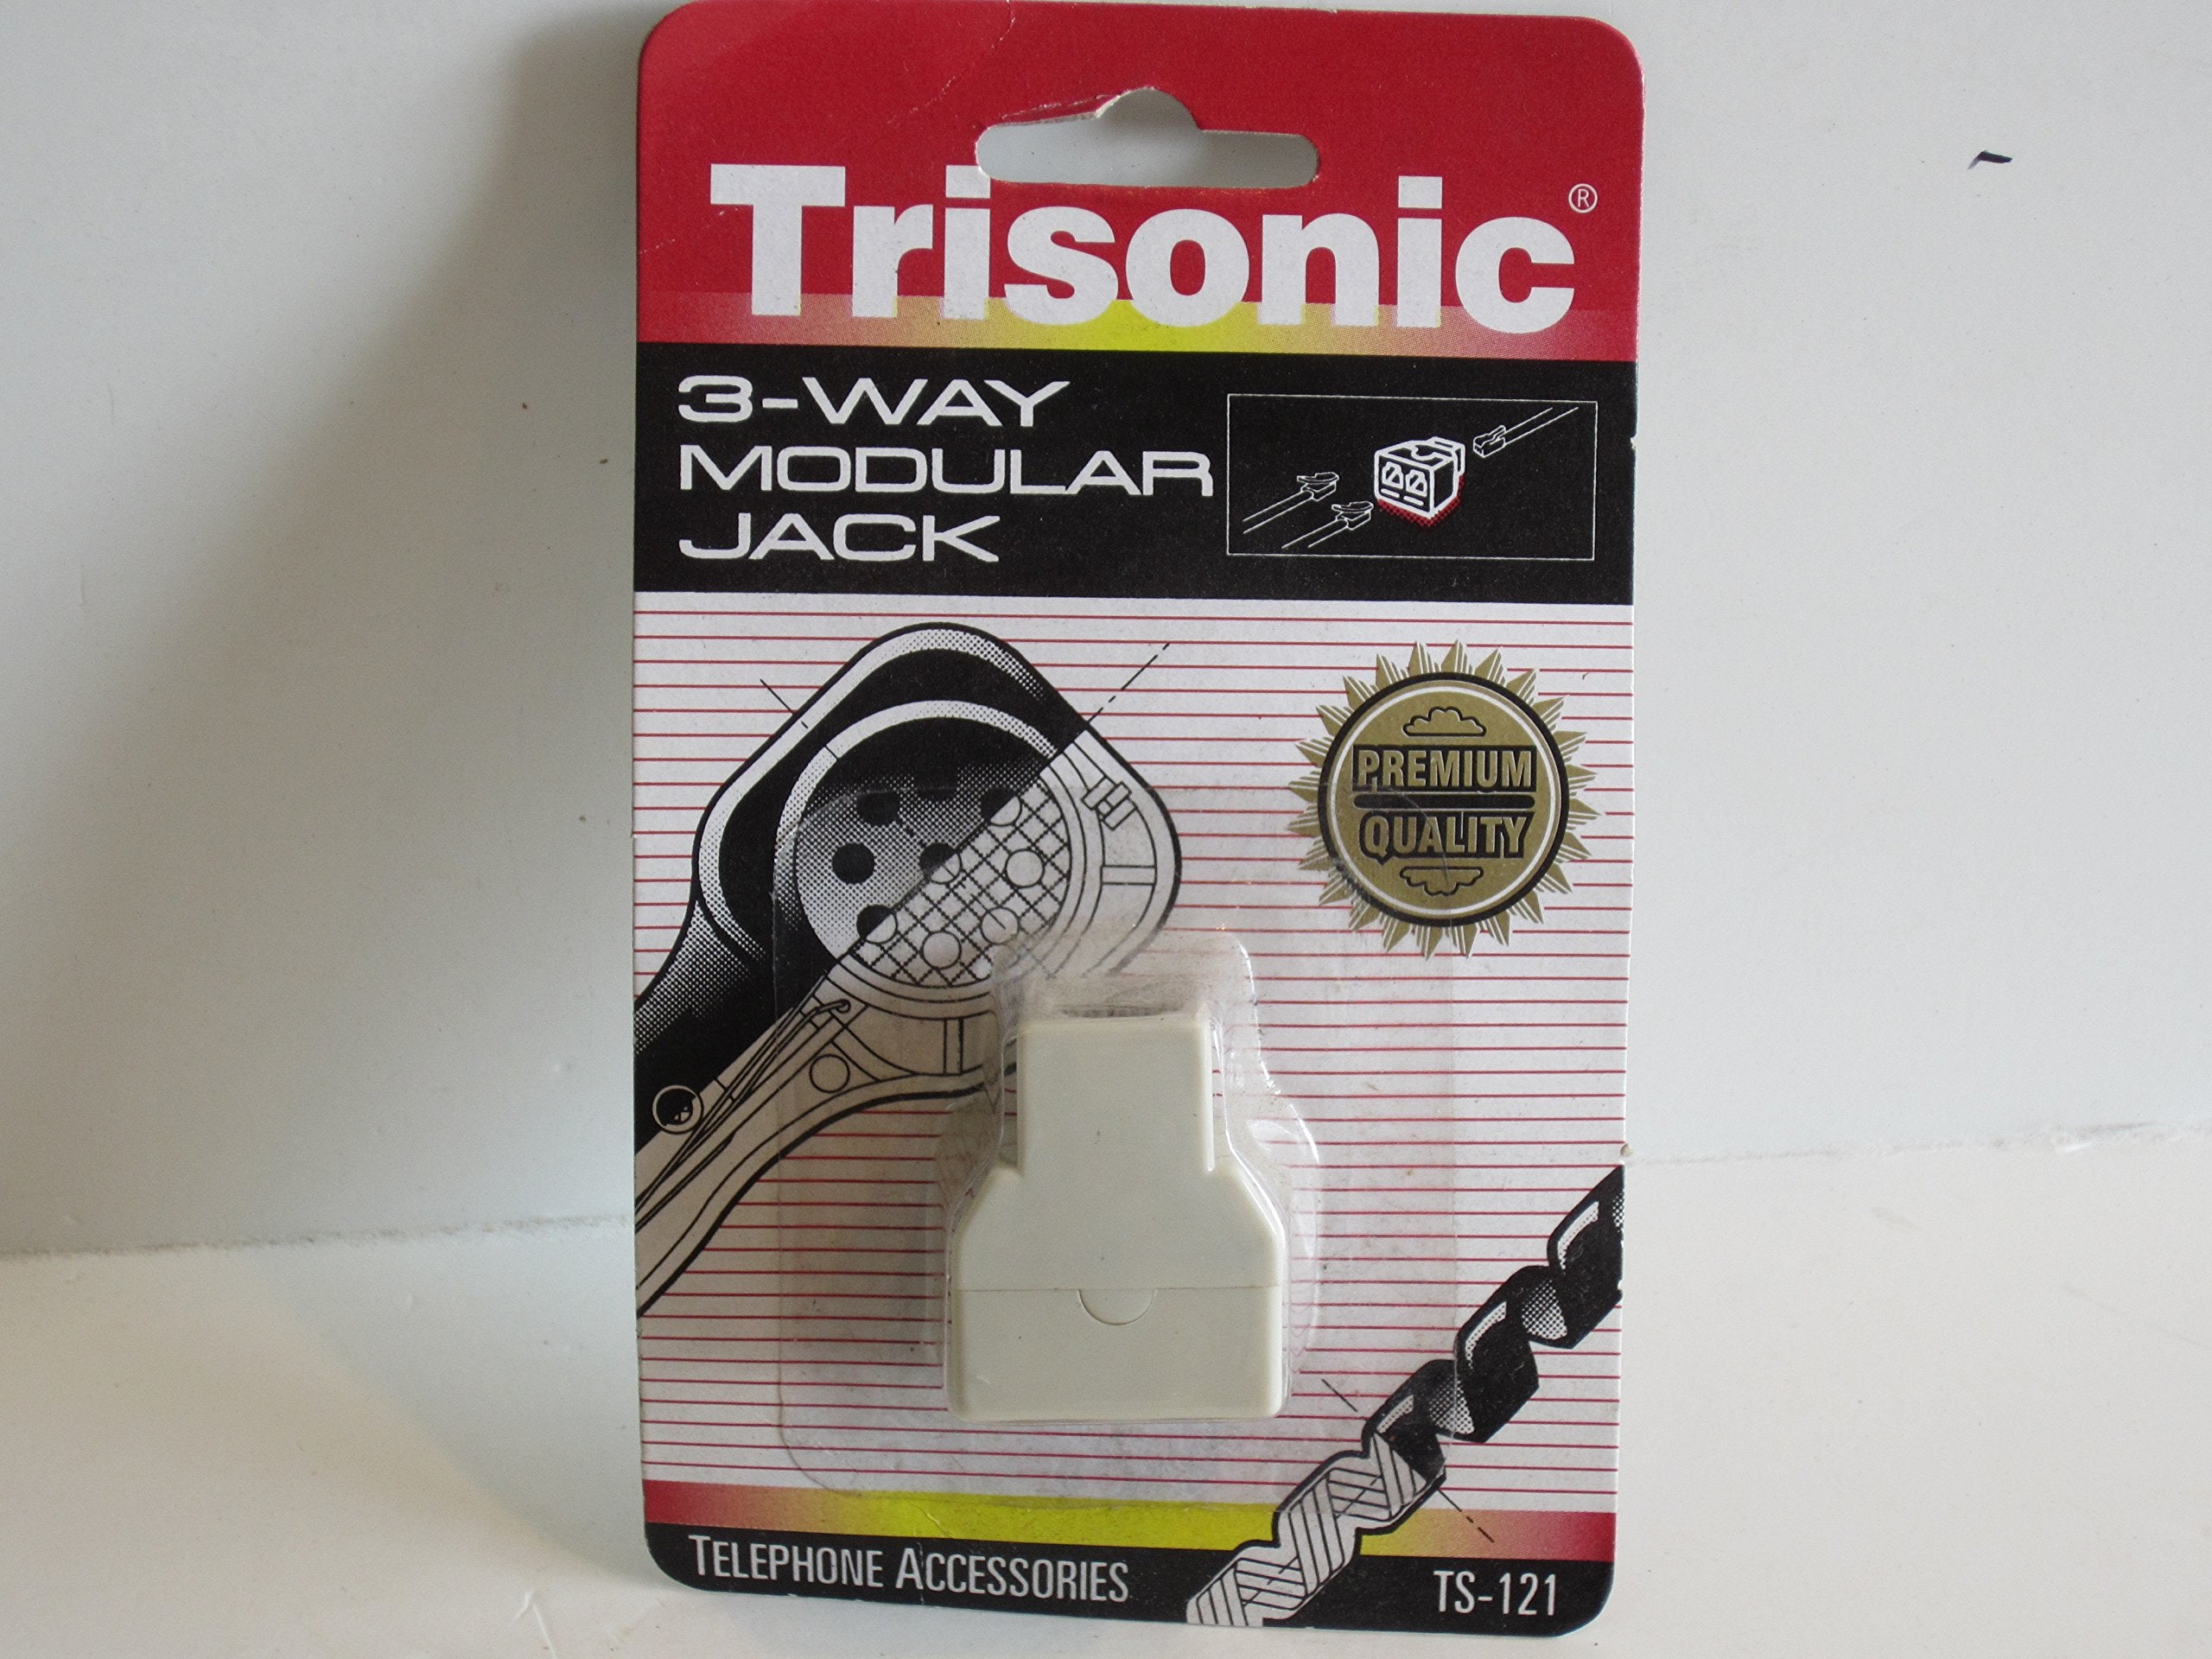 Trisonic®
3-WAY
MODULAR
JACK
PREMIUM
QUALITY
TELEPHONE ACCESSORIES
TS-121